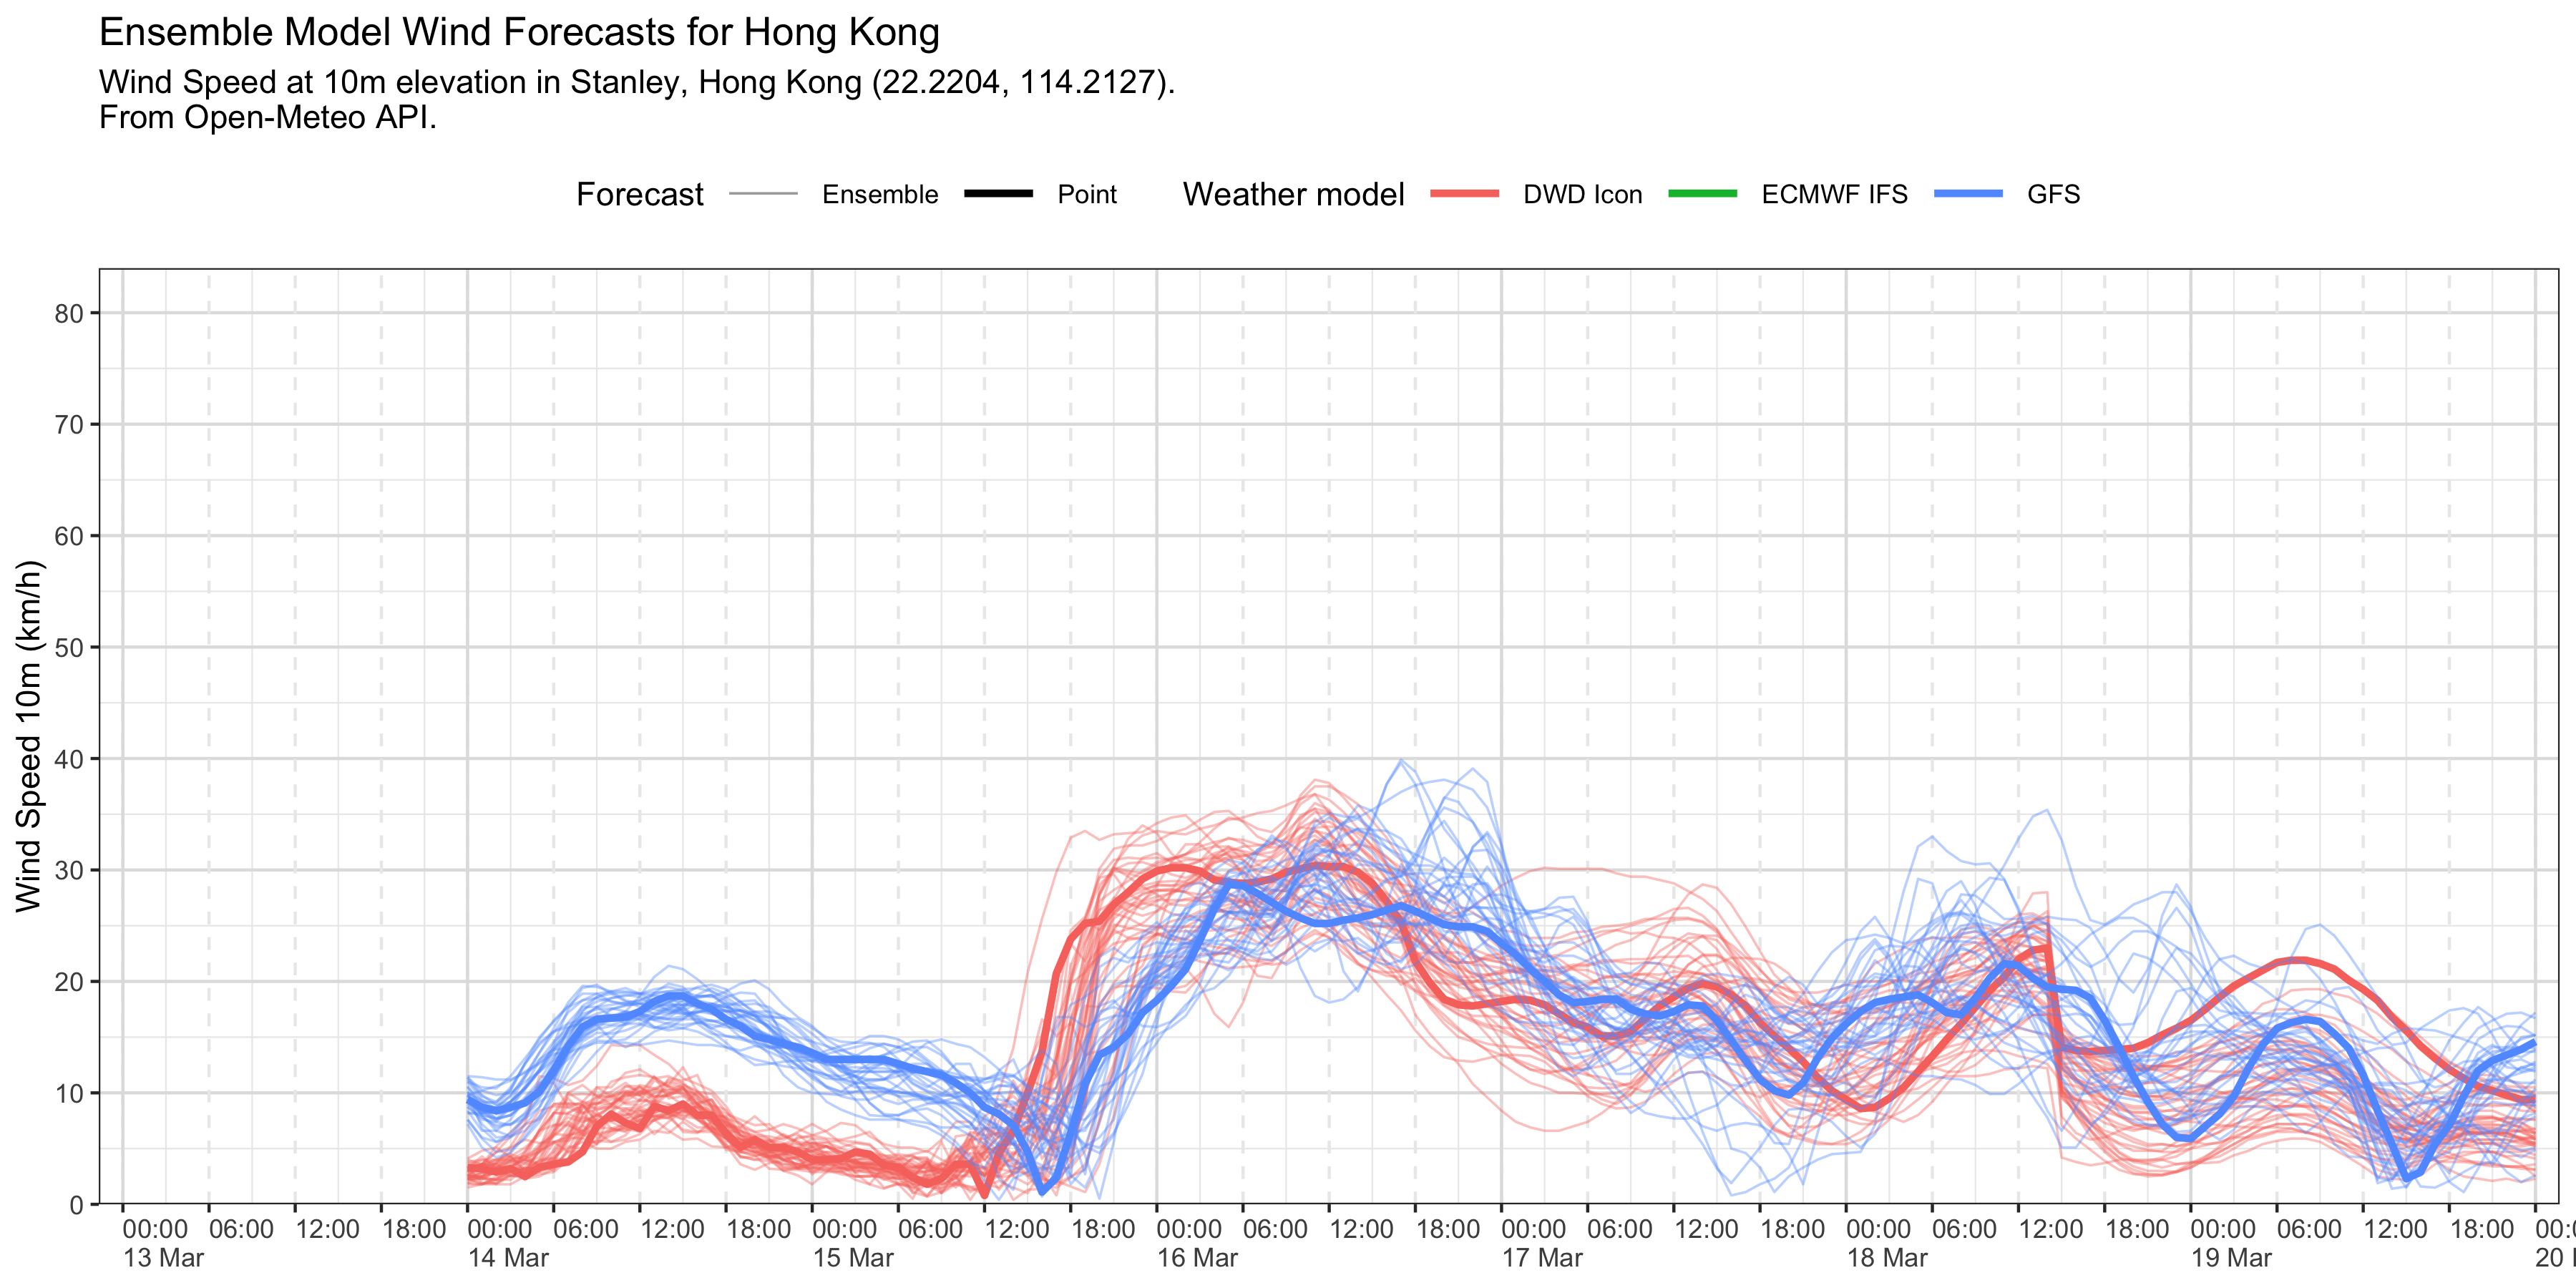 Ensemble Model Wind Forecasts for Hong Kong
Wind Speed at 10m elevation in Stanley, Hong Kong (22.2204, 114.2127).
From Open-Meteo API.
Forecast Ensemble Point Weather model DWD Icon ECMWF IFS GFS
Wind Speed 10m (km/h)
80
70
60
50
40
30
20
10
0
00:00 06:00 12:00 18:00 00:00 06:00 12:00 18:00 00:00 06:00 12:00 18:00 00:00 06:00 12:00 18:00 00:00 06:00 12:00 18:00 00:00 06:00 12:00 18:00 00:00 06:00 12:00 18:00
13 Mar 14 Mar 15 Mar 16 Mar 17 Mar 18 Mar 19 Mar 20